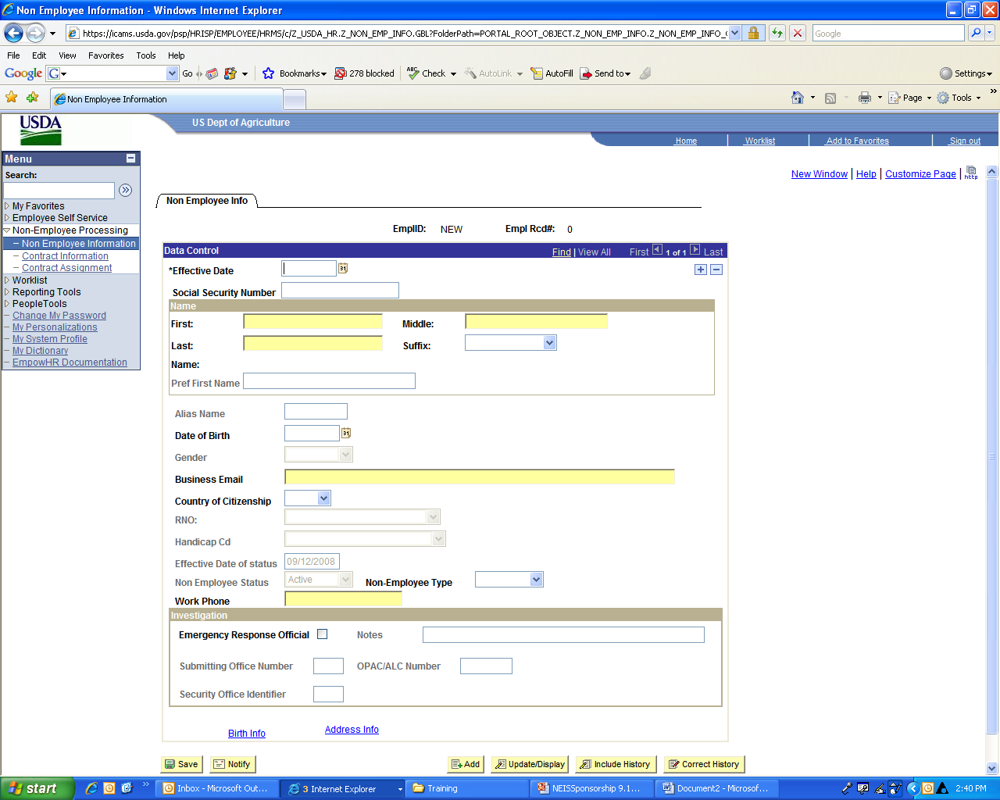 Non Employee Information - Windows Internet Explorer
https://icams.usda.gov/psp/HRISP/EMPLOYEE/HRMS/c/Z_USDA_HR.Z_NON_EMP_INFO.GBL?FolderPath=PORTAL_ROOT_OBJECT.Z_NON_EMP_INFO.Z_NON_EMP_INFO_ Google
File Edit View Favorites Tools Help
Google G Go Bookmarks 278 blocked ABC Check AutoLink AutoFill Send to Settings
Non Employee Information Page Tools
USDA US Dept of Agriculture
Home Worklist Add to Favorites Sign out
Menu
Search:
My Favorites
Employee Self Service
Non-Employee Processing
Non Employee Information
Contract Information
Contract Assignment
Worklist
Reporting Tools
PeopleTools
Change My Password
My Personalizations
My System Profile
My Dictionary
EmpowHR Documentation
New Window | Help | Customize Page | http
Non Employee Info
EmplID: NEW Empl Rcd#: 0
Data Control Find | View All First 1 of 1 Last
*Effective Date 31
Social Security Number
Name
First: Middle:
Last: Suffix:
Name:
Pref First Name
Alias Name
Date of Birth 31
Gender
Business Email
Country of Citizenship
RNO:
Handicap Cd
Effective Date of status 09/12/2008
Non Employee Status Active Non-Employee Type
Work Phone
Investigation
Emergency Response Official Notes
Submitting Office Number OPAC/ALC Number
Security Office Identifier
Birth Info Address Info
Save Notify Add Update/Display Include History Correct History
start Inbox - Microsoft Out... 3 Internet Explorer Training NEISSponsorship 9.1... Document2 - Microsof... 2:40 PM